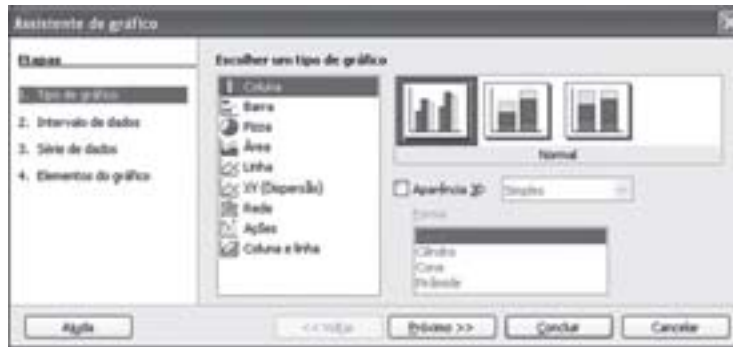 Assistente de gráfico
Etapas
1. Tipo de gráfico
2. Intervalo de dados
3. Série de dados
4. Elementos do gráfico
Escolher um tipo de gráfico
Coluna
Barra
Pizza
Área
Linha
XY (Dispersão)
Rede
Ações
Coluna e linha
Normal
Aparência 3D
Simples
Forma
Cilindro
Cone
Pirâmide
Ajuda
<< Voltar
Próximo >>
Concluir
Cancelar